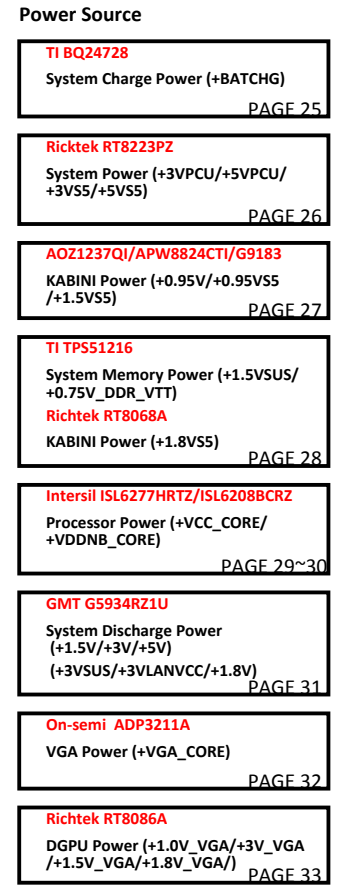 Power Source
TI BQ24728
System Charge Power (+BATCHG)
PAGE 25
Ricktek RT8223PZ
System Power (+3VPCU/+5VPCU/
+3VS5/+5VS5)
PAGE 26
AOZ1237QI/APW8824CTI/G9183
KABINI Power (+0.95V/+0.95VS5
/+1.5VS5)
PAGE 27
TI TPS51216
System Memory Power (+1.5VSUS/
+0.75V_DDR_VTT)
Richtek RT8068A
KABINI Power (+1.8VS5)
PAGE 28
Intersil ISL6277HRTZ/ISL6208BCRZ
Processor Power (+VCC_CORE/
+VDDNB_CORE)
PAGE 29~30
GMT G5934RZ1U
System Discharge Power
(+1.5V/+3V/+5V)
(+3VSUS/+3VLANVCC/+1.8V)
PAGE 31
On-semi ADP3211A
VGA Power (+VGA_CORE)
PAGE 32
Richtek RT8086A
DGPU Power (+1.0V_VGA/+3V_VGA
/+1.5V_VGA/+1.8V_VGA/)
PAGE 33